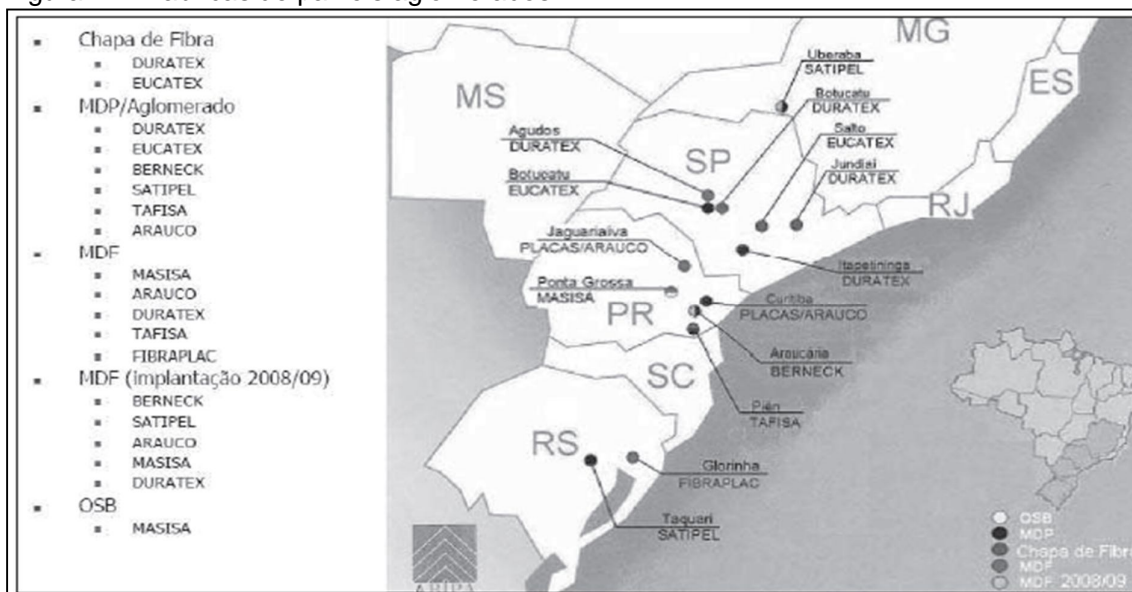 Chapa de Fibra
DURATEX
EUCATEX
MDP/Aglomerado
DURATEX
EUCATEX
BERNECK
SATIPEL
TAFISA
ARAUCO
MDF
MASISA
ARAUCO
DURATEX
TAFISA
FIBRAPLAC
MDF (implantação 2008/09)
BERNECK
SATIPEL
ARAUCO
MASISA
DURATEX
OSB
MASISA
MG
ES
MS
SP
RJ
PR
SC
RS
Uberaba
SATIPEL
Botucatu
DURATEX
Agudos
DURATEX
Salto
EUCATEX
Botucatu
EUCATEX
Jundiai
DURATEX
Jaguariaiva
PLACAS/ARAUCO
Itapetininga
DURATEX
Ponta Grossa
MASISA
Curitiba
PLACAS/ARAUCO
Araucária
BERNECK
Pién
TAFISA
Glorinha
FIBRAPLAC
Taquari
SATIPEL
ABIPA
OSB
MDP
Chapa de Fibra
MDF
MDF 2008/09